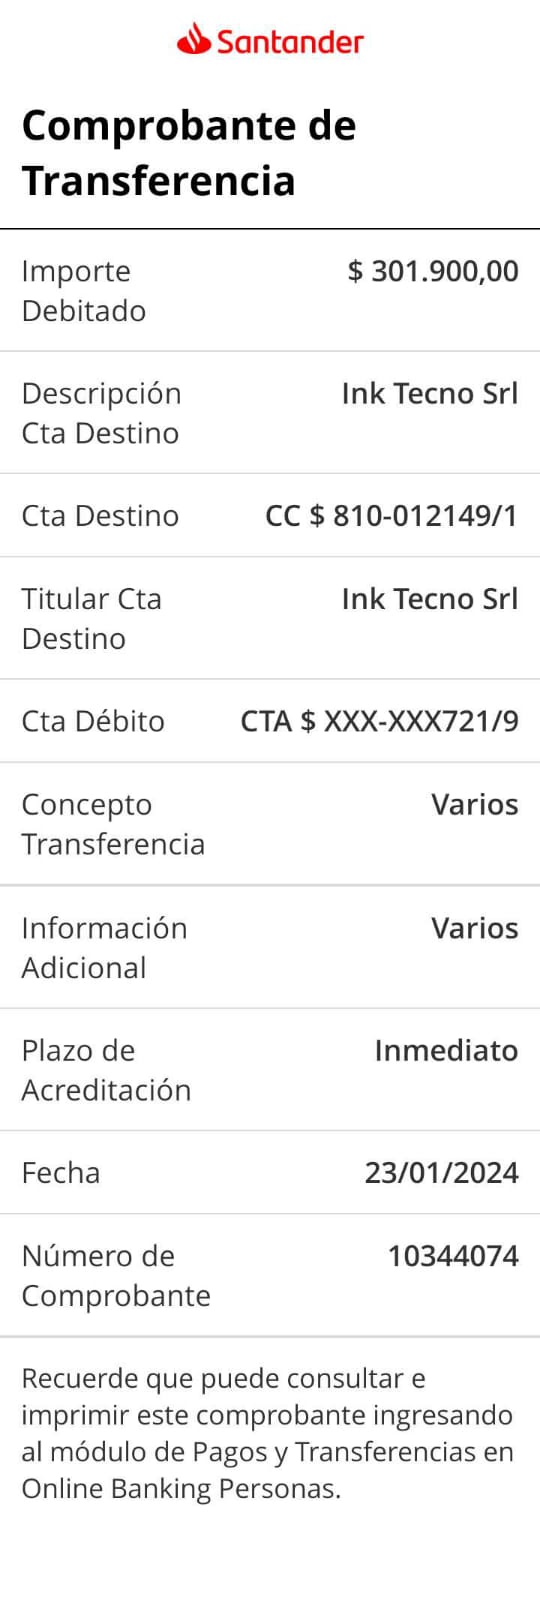 Santander
Comprobante de
Transferencia
Importe
Debitado
$ 301.900,00
Descripción
Cta Destino
Ink Tecno Srl
Cta Destino
CC $ 810-012149/1
Titular Cta
Destino
Ink Tecno Srl
Cta Débito
CTA $ XXX-XXX721/9
Concepto
Transferencia
Varios
Información
Adicional
Varios
Plazo de
Acreditación
Inmediato
Fecha
23/01/2024
Número de
Comprobante
10344074
Recuerde que puede consultar e
imprimir este comprobante ingresando
al módulo de Pagos y Transferencias en
Online Banking Personas.